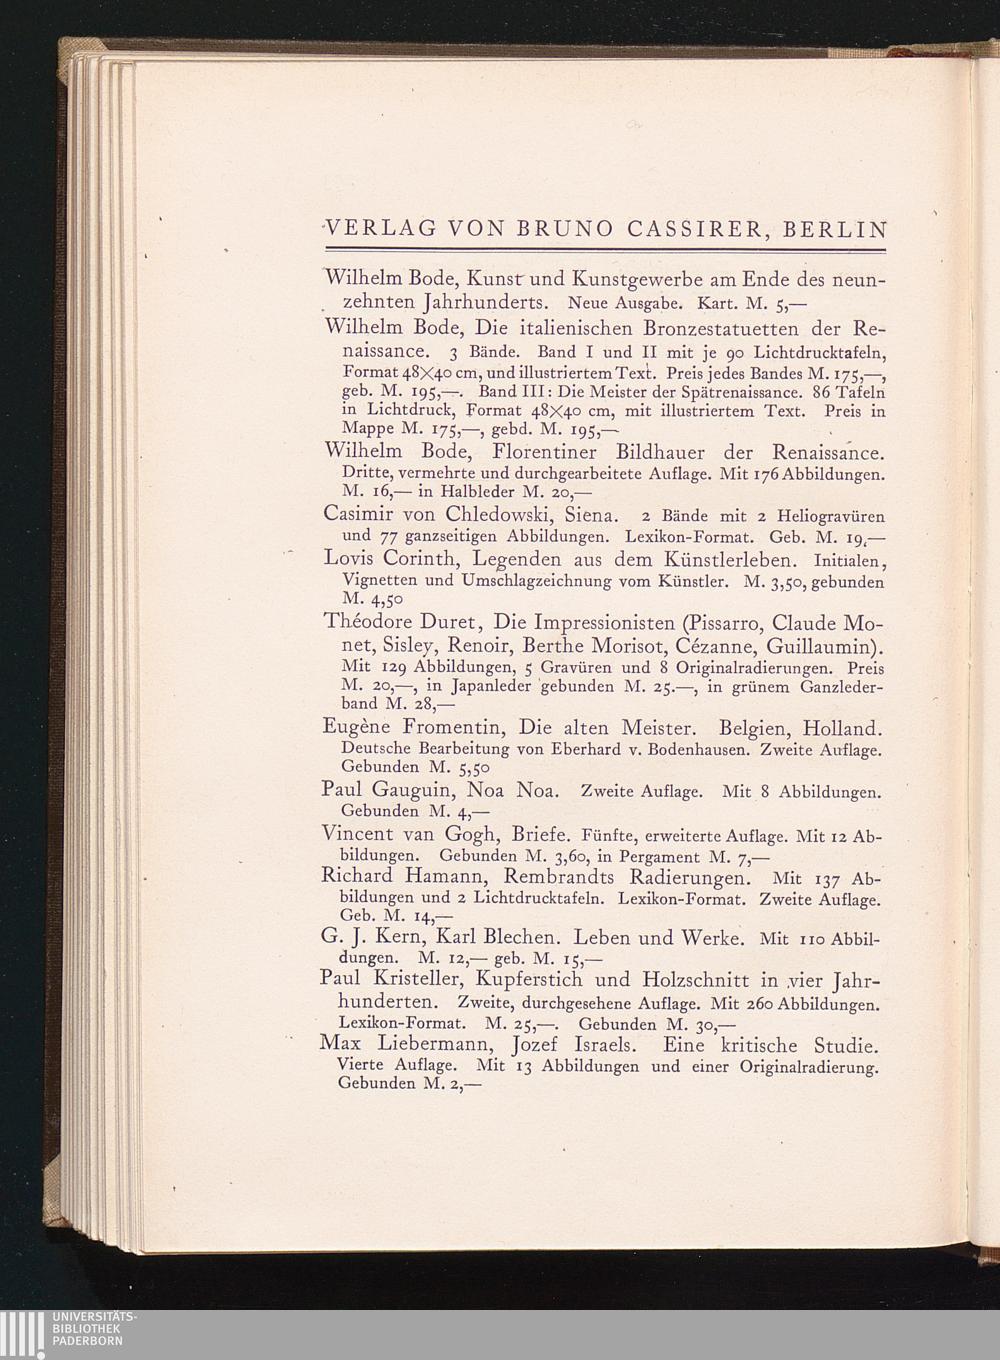 VERLAG VON BRUNO CASSIRER, BERLIN
Wilhelm Bode, Kunst und Kunstgewerbe am Ende des neun-
zehnten Jahrhunderts. Neue Ausgabe. Kart. M. 5,—
Wilhelm Bode, Die italienischen Bronzestatuetten der Re-
naissance. 3 Bände. Band I und II mit je 90 Lichtdrucktafeln,
Format 48×40 cm, und illustriertem Text. Preis jedes Bandes M. 175,—,
geb. M. 195,—. Band III: Die Meister der Spätrenaissance. 86 Tafeln
in Lichtdruck, Format 48×40 cm, mit illustriertem Text. Preis in
Mappe M. 175,—, gebd. M. 195,—
Wilhelm Bode, Florentiner Bildhauer der Renaissance.
Dritte, vermehrte und durchgearbeitete Auflage. Mit 176 Abbildungen.
M. 16,— in Halbleder M. 20,—
Casimir von Chledowski, Siena. 2 Bände mit 2 Heliogravüren
und 77 ganzseitigen Abbildungen. Lexikon-Format. Geb. M. 19,—
Lovis Corinth, Legenden aus dem Künstlerleben. Initialen,
Vignetten und Umschlagzeichnung vom Künstler. M. 3,50, gebunden
M. 4,50
Théodore Duret, Die Impressionisten (Pissarro, Claude Mo-
net, Sisley, Renoir, Berthe Morisot, Cézanne, Guillaumin).
Mit 129 Abbildungen, 5 Gravüren und 8 Originalradierungen. Preis
M. 20,—, in Japanleder gebunden M. 25.—, in grünem Ganzleder-
band M. 28,—
Eugène Fromentin, Die alten Meister. Belgien, Holland.
Deutsche Bearbeitung von Eberhard v. Bodenhausen. Zweite Auflage.
Gebunden M. 5,50
Paul Gauguin, Noa Noa. Zweite Auflage. Mit 8 Abbildungen.
Gebunden M. 4,—
Vincent van Gogh, Briefe. Fünfte, erweiterte Auflage. Mit 12 Ab-
bildungen. Gebunden M. 3,60, in Pergament M. 7,—
Richard Hamann, Rembrandts Radierungen. Mit 137 Ab-
bildungen und 2 Lichtdrucktafeln. Lexikon-Format. Zweite Auflage.
Geb. M. 14,—
G. J. Kern, Karl Blechen. Leben und Werke. Mit 110 Abbil-
dungen. M. 12,— geb. M. 15,—
Paul Kristeller, Kupferstich und Holzschnitt in vier Jahr-
hunderten. Zweite, durchgesehene Auflage. Mit 260 Abbildungen.
Lexikon-Format. M. 25,—. Gebunden M. 30,—
Max Liebermann, Jozef Israels. Eine kritische Studie.
Vierte Auflage. Mit 13 Abbildungen und einer Originalradierung.
Gebunden M. 2,—
UNIVERSITÄTS-
BIBLIOTHEK
PADERBORN